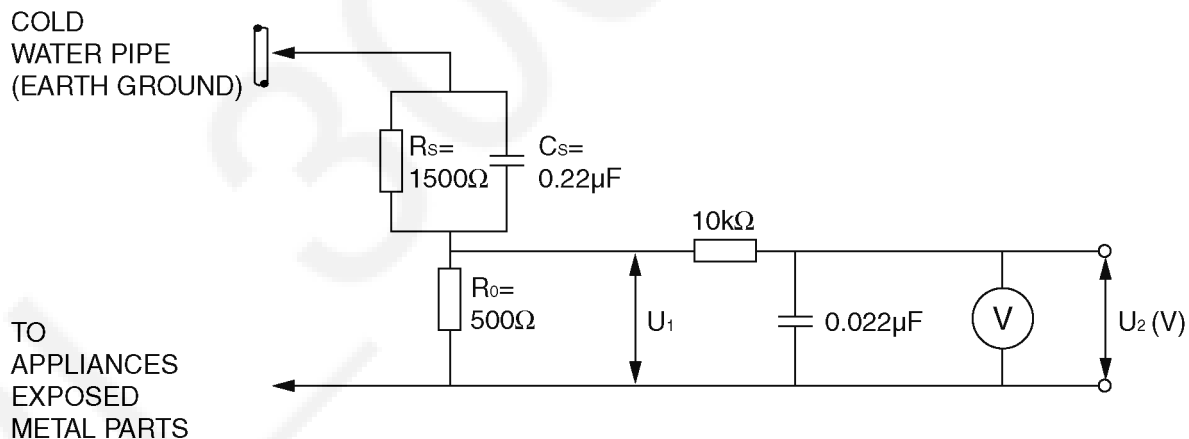 COLD
WATER PIPE
(EARTH GROUND)
RS=
1500Ω
CS=
0.22µF
10kΩ
R0=
500Ω
U1
0.022µF
V
U2 (V)
TO
APPLIANCES
EXPOSED
METAL PARTS